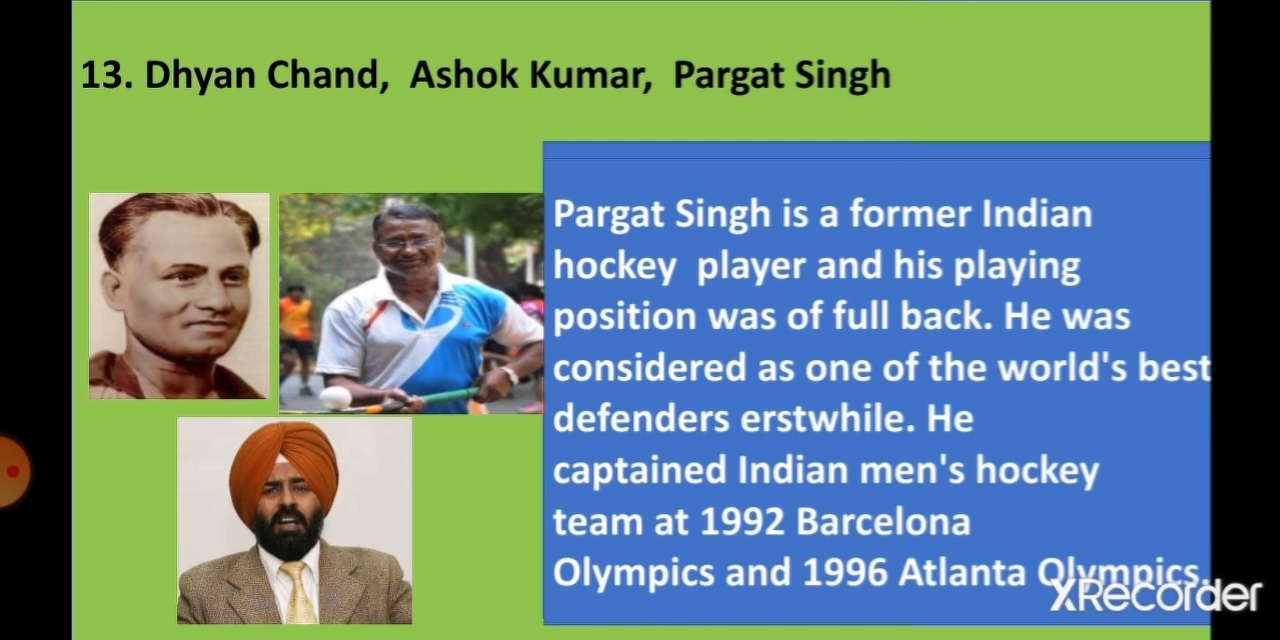 13. Dhyan Chand, Ashok Kumar, Pargat Singh
Pargat Singh is a former Indian
hockey player and his playing
position was of full back. He was
considered as one of the world's best
defenders erstwhile. He
captained Indian men's hockey
team at 1992 Barcelona
Olympics and 1996 Atlanta Olympics.
XRecorder